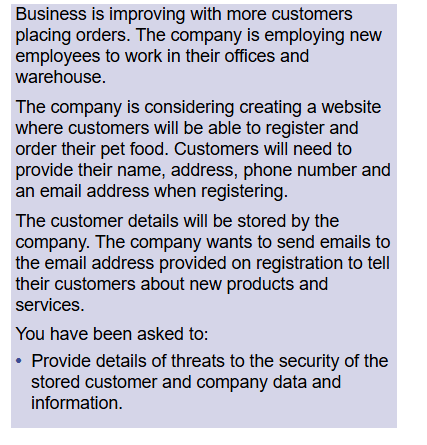 Business is improving with more customers
placing orders. The company is employing new
employees to work in their offices and
warehouse.
The company is considering creating a website
where customers will be able to register and
order their pet food. Customers will need to
provide their name, address, phone number and
an email address when registering.
The customer details will be stored by the
company. The company wants to send emails to
the email address provided on registration to tell
their customers about new products and
services.
You have been asked to:
• Provide details of threats to the security of the
stored customer and company data and
information.